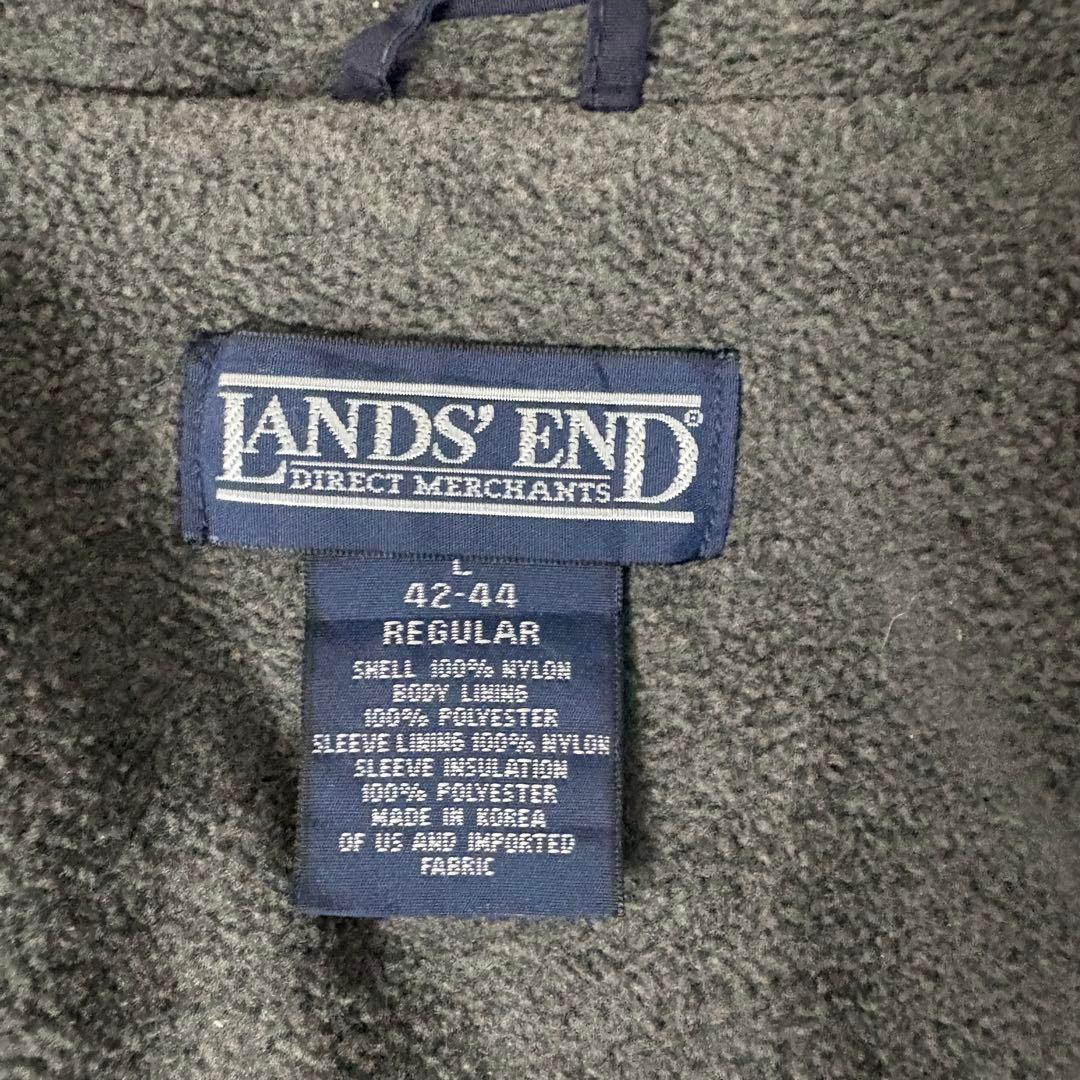 LANDS' END®
DIRECT MERCHANTS
L
42-44
REGULAR
SHELL 100% NYLON
BODY LINING
100% POLYESTER
SLEEVE LINING 100% NYLON
SLEEVE INSULATION
100% POLYESTER
MADE IN KOREA
OF US AND IMPORTED
FABRIC